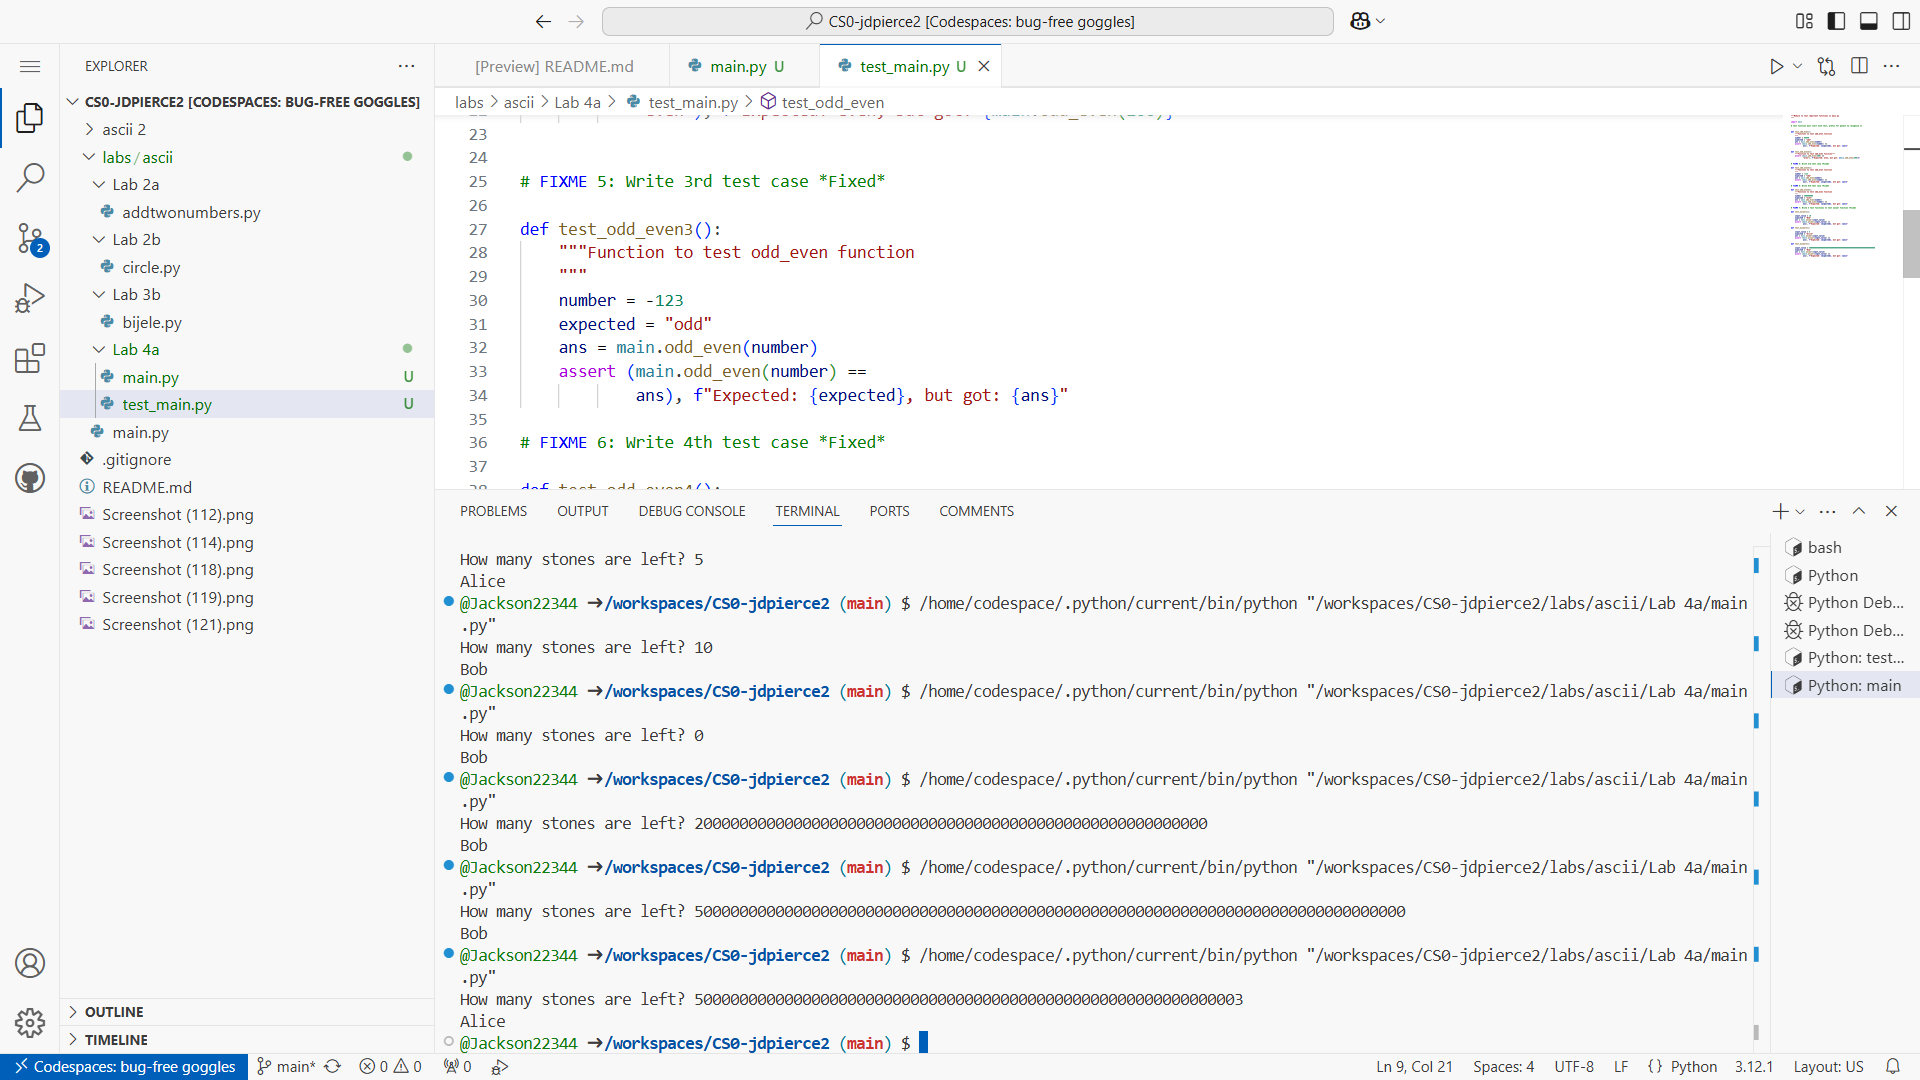 CS0-jdpierce2 [Codespaces: bug-free goggles]
EXPLORER
CS0-JDPIERCE2 [CODESPACES: BUG-FREE GOGGLES]
ascii 2
labs / ascii
Lab 2a
addtwonumbers.py
Lab 2b
circle.py
Lab 3b
bijele.py
Lab 4a
main.py U
test_main.py U
main.py
.gitignore
README.md
Screenshot (112).png
Screenshot (114).png
Screenshot (118).png
Screenshot (119).png
Screenshot (121).png
OUTLINE
TIMELINE
2
[Preview] README.md
main.py U
test_main.py U
labs > ascii > Lab 4a > test_main.py > test_odd_even
23
24
25 # FIXME 5: Write 3rd test case *Fixed*
26
27 def test_odd_even3():
28 """Function to test odd_even function
29 """
30 number = -123
31 expected = "odd"
32 ans = main.odd_even(number)
33 assert (main.odd_even(number) ==
34 ans), f"Expected: {expected}, but got: {ans}"
35
36 # FIXME 6: Write 4th test case *Fixed*
37
38 def test_odd_even4():
PROBLEMS OUTPUT DEBUG CONSOLE TERMINAL PORTS COMMENTS
How many stones are left? 5
Alice
@Jackson22344 ➜/workspaces/CS0-jdpierce2 (main) $ /home/codespace/.python/current/bin/python "/workspaces/CS0-jdpierce2/labs/ascii/Lab 4a/main
.py"
How many stones are left? 10
Bob
@Jackson22344 ➜/workspaces/CS0-jdpierce2 (main) $ /home/codespace/.python/current/bin/python "/workspaces/CS0-jdpierce2/labs/ascii/Lab 4a/main
.py"
How many stones are left? 0
Bob
@Jackson22344 ➜/workspaces/CS0-jdpierce2 (main) $ /home/codespace/.python/current/bin/python "/workspaces/CS0-jdpierce2/labs/ascii/Lab 4a/main
.py"
How many stones are left? 200000000000000000000000000000000000000000000000000000000
Bob
@Jackson22344 ➜/workspaces/CS0-jdpierce2 (main) $ /home/codespace/.python/current/bin/python "/workspaces/CS0-jdpierce2/labs/ascii/Lab 4a/main
.py"
How many stones are left? 5000000000000000000000000000000000000000000000000000000000000000000000000000000
Bob
@Jackson22344 ➜/workspaces/CS0-jdpierce2 (main) $ /home/codespace/.python/current/bin/python "/workspaces/CS0-jdpierce2/labs/ascii/Lab 4a/main
.py"
How many stones are left? 5000000000000000000000000000000000000000000000000000000000003
Alice
@Jackson22344 ➜/workspaces/CS0-jdpierce2 (main) $
bash
Python
Python Deb...
Python Deb...
Python: test...
Python: main
Codespaces: bug-free goggles main* 0 0 0 Ln 9, Col 21 Spaces: 4 UTF-8 LF {} Python 3.12.1 Layout: US